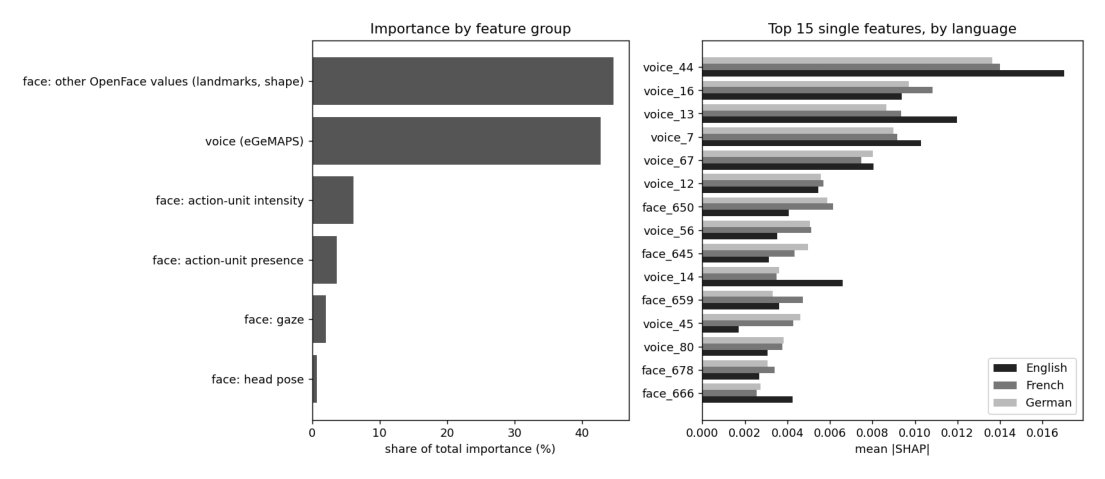 Importance by feature group
face: other OpenFace values (landmarks, shape)
voice (eGeMAPS)
face: action-unit intensity
face: action-unit presence
face: gaze
face: head pose
0 10 20 30 40
share of total importance (%)
Top 15 single features, by language
voice_44
voice_16
voice_13
voice_7
voice_67
voice_12
face_650
voice_56
face_645
voice_14
face_659
voice_45
voice_80
face_678
face_666
English
French
German
0.000 0.002 0.004 0.006 0.008 0.010 0.012 0.014 0.016
mean |SHAP|